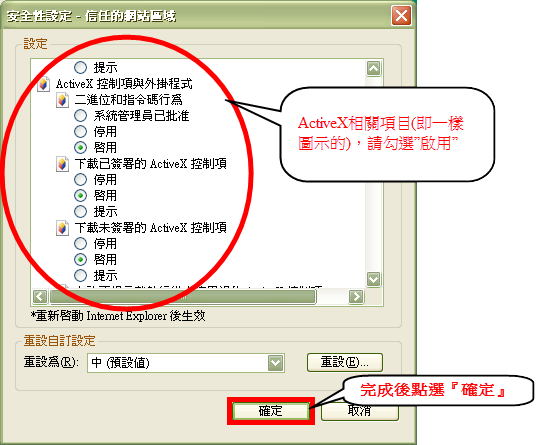 安全性設定 - 信任的網站區域
設定
提示
ActiveX 控制項與外掛程式
二進位和指令碼行為
系統管理員已批准
停用
啟用
下載已簽署的 ActiveX 控制項
停用
啟用
提示
下載未簽署的 ActiveX 控制項
停用
啟用
提示
*重新啟動 Internet Explorer 後生效
重設自訂設定
重設為(R):
中 (預設值)
重設(E)...
確定
取消
ActiveX相關項目(即一樣
圖示的)，請勾選"啟用"
完成後點選『確定』